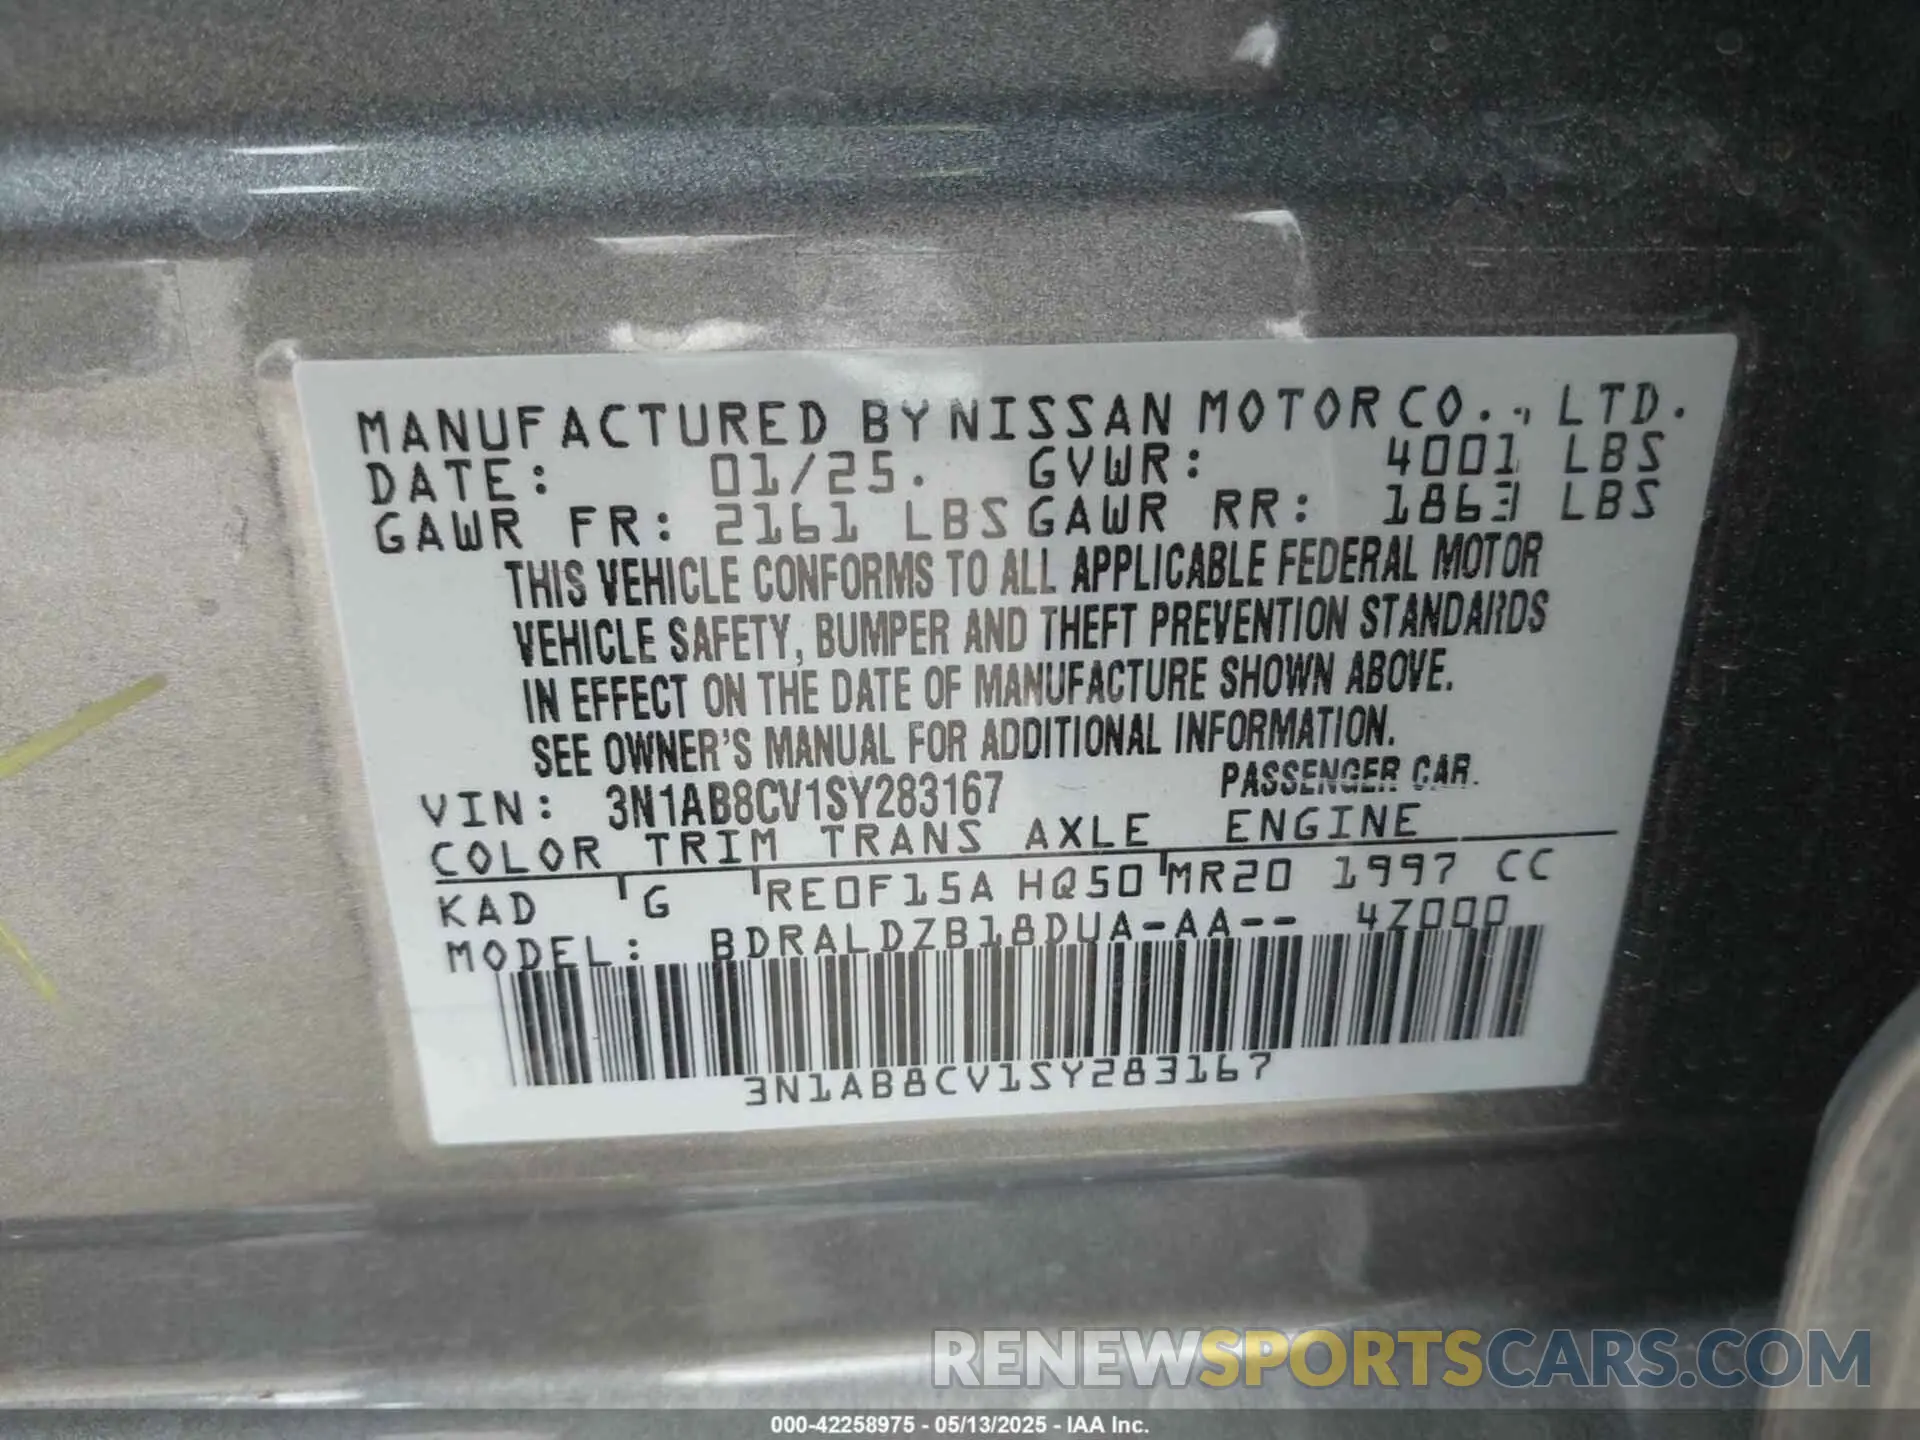 MANUFACTURED BY NISSAN MOTOR CO., LTD.
DATE: 01/25. GVWR: 4001 LBS
GAWR FR: 2161 LBS GAWR RR: 1863 LBS
THIS VEHICLE CONFORMS TO ALL APPLICABLE FEDERAL MOTOR
VEHICLE SAFETY, BUMPER AND THEFT PREVENTION STANDARDS
IN EFFECT ON THE DATE OF MANUFACTURE SHOWN ABOVE.
SEE OWNER'S MANUAL FOR ADDITIONAL INFORMATION.
VIN: 3N1AB8CV1SY283167 PASSENGER CAR.
COLOR TRIM TRANS AXLE ENGINE
KAD G RE0F15A HQ50 MR20 1997 CC
MODEL: BDRALDZB18DUA-AA-- 4Z000
3N1AB8CV1SY283167
RENEWSPORTSCARS.COM
000-42258975 - 05/13/2025 - IAA Inc.